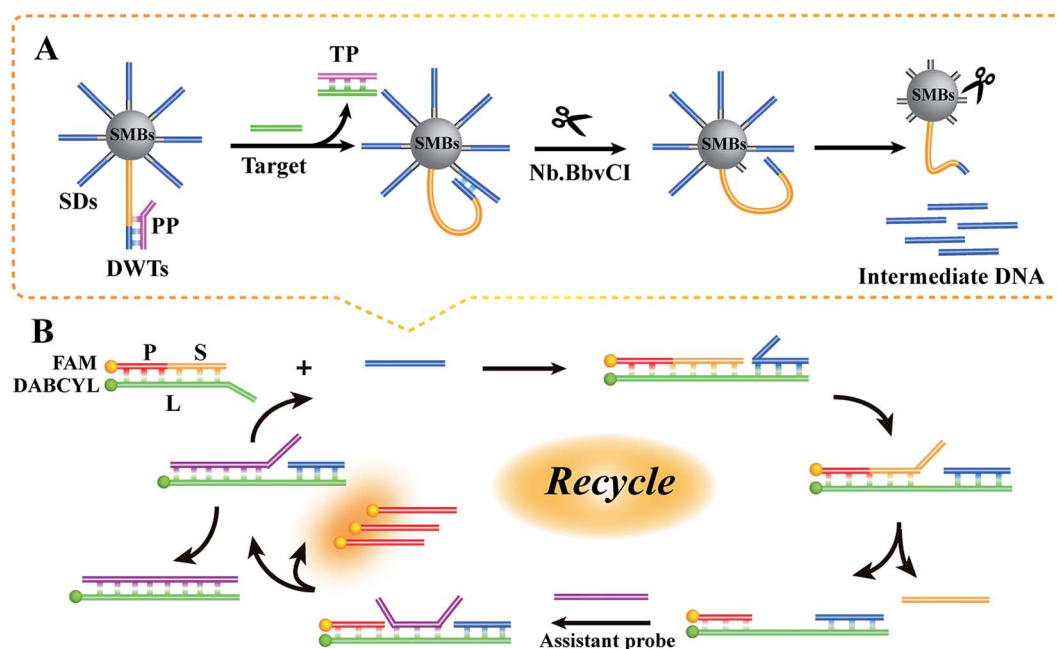 A
TP
SMBs
SMBs
SMBs
SMBs
Target
Nb.BbvCI
SDs
PP
DWTs
Intermediate DNA
B
FAM
P
S
+
DABCYL
L
Recycle
Assistant probe